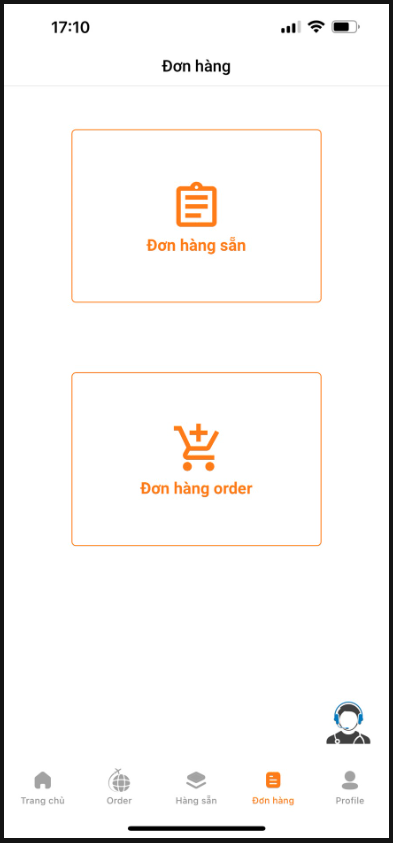 17:10
Đơn hàng
Đơn hàng sẵn
Đơn hàng order
Trang chủ
Order
Hàng sẵn
Đơn hàng
Profile